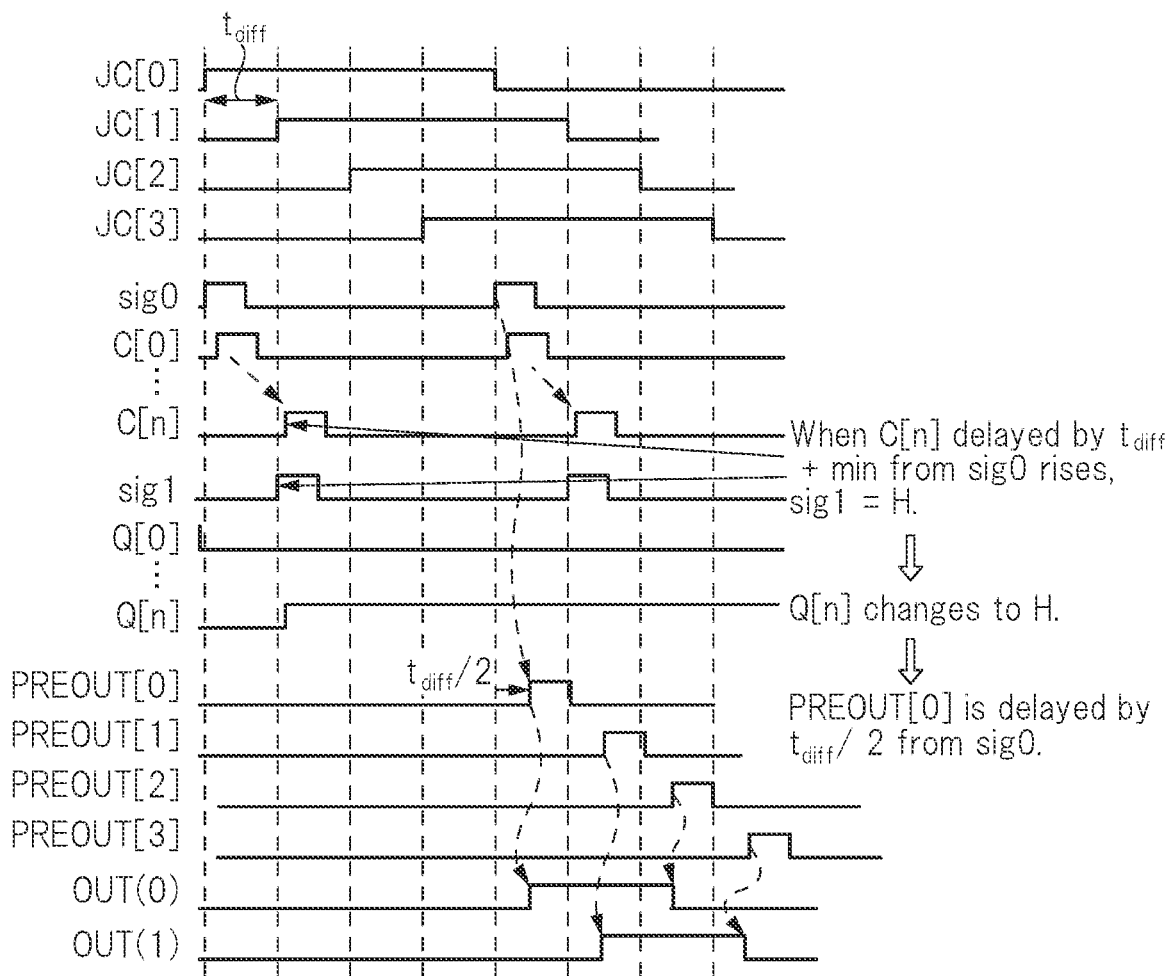 t_diff
JC[0]
JC[1]
JC[2]
JC[3]
sig0
C[0]
⋮
C[n]
When C[n] delayed by t_diff
+ min from sig0 rises,
sig1 = H.
sig1
Q[0]
⋮
⇩
Q[n]
Q[n] changes to H.
⇩
PREOUT[0]
t_diff/2
PREOUT[0] is delayed by
t_diff/ 2 from sig0.
PREOUT[1]
PREOUT[2]
PREOUT[3]
OUT(0)
OUT(1)